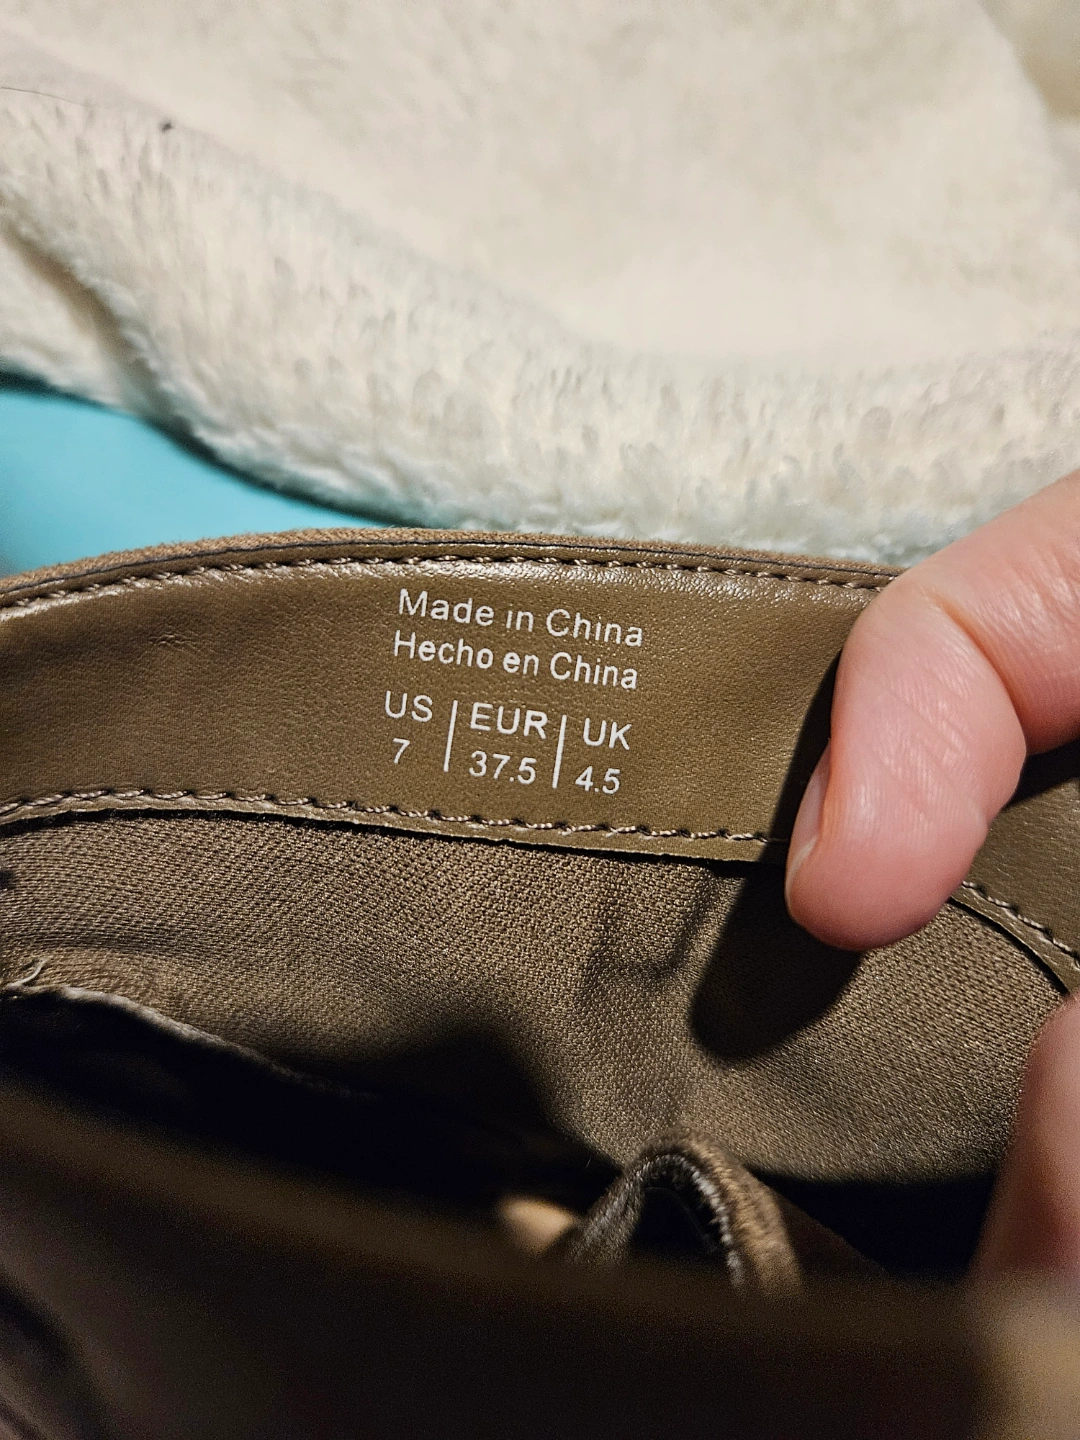 Made in China
Hecho en China
US | EUR | UK
7 | 37.5 | 4.5